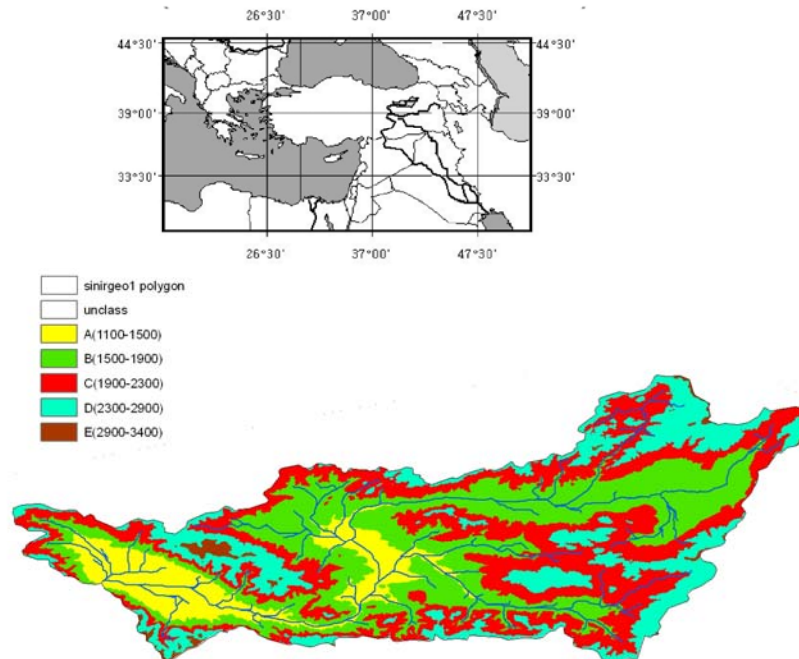 26°30' 37°00' 47°30'
44°30' 44°30'
39°00' 39°00'
33°30' 33°30'
26°30' 37°00' 47°30'
sinirgeo1 polygon
unclass
A(1100-1500)
B(1500-1900)
C(1900-2300)
D(2300-2900)
E(2900-3400)